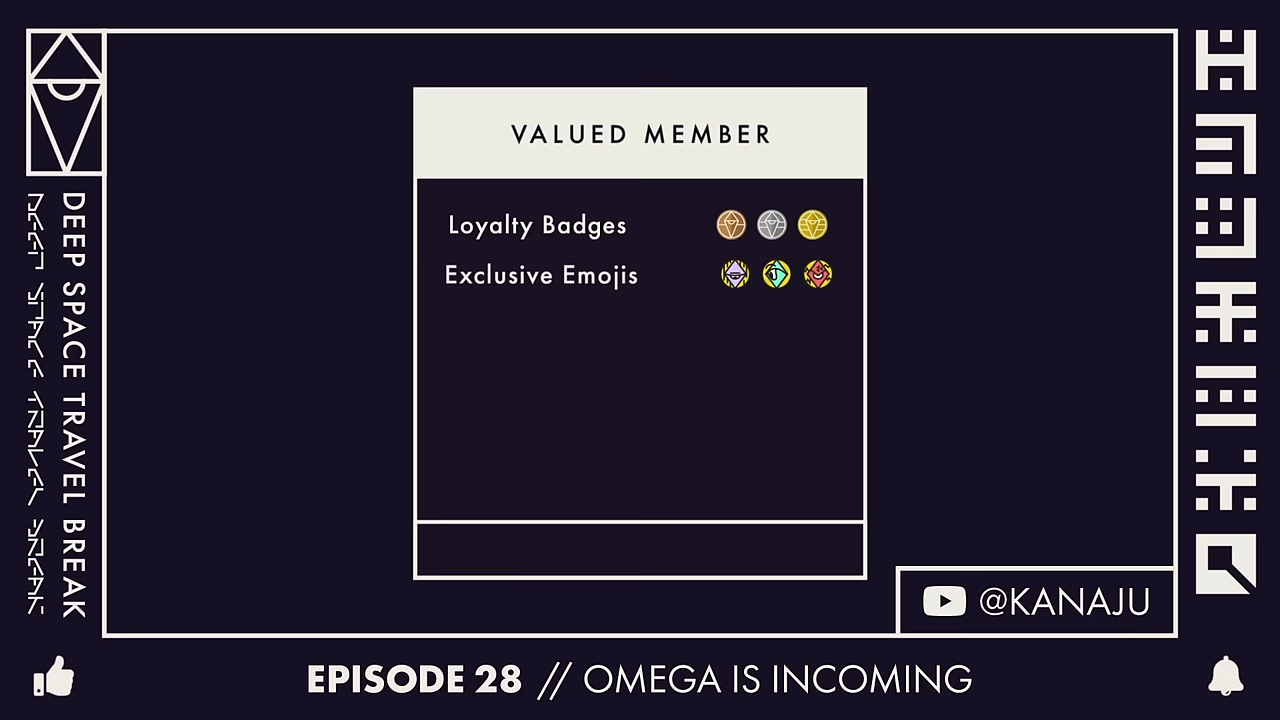 DEEP SPACE TRAVEL BREAK
VALUED MEMBER
Loyalty Badges
Exclusive Emojis
@KANAJU
EPISODE 28 // OMEGA IS INCOMING